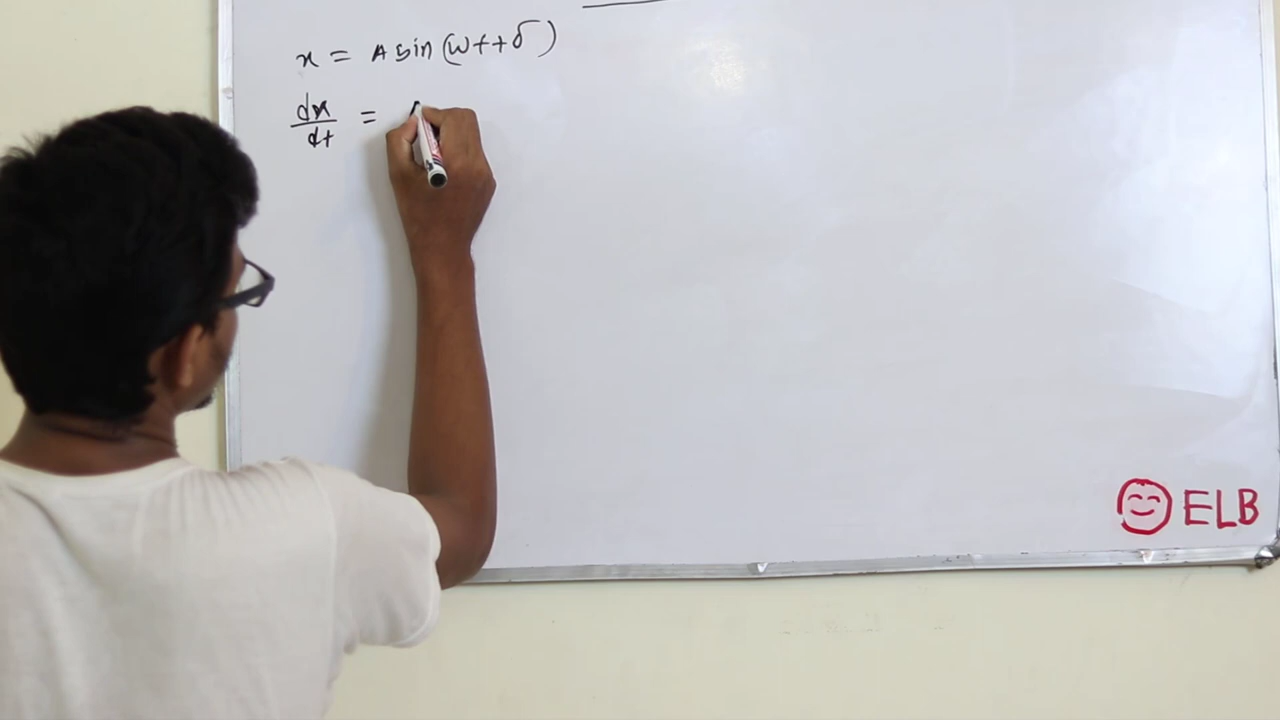 x = A sin (ωt+δ)
dx/dt =
ELB